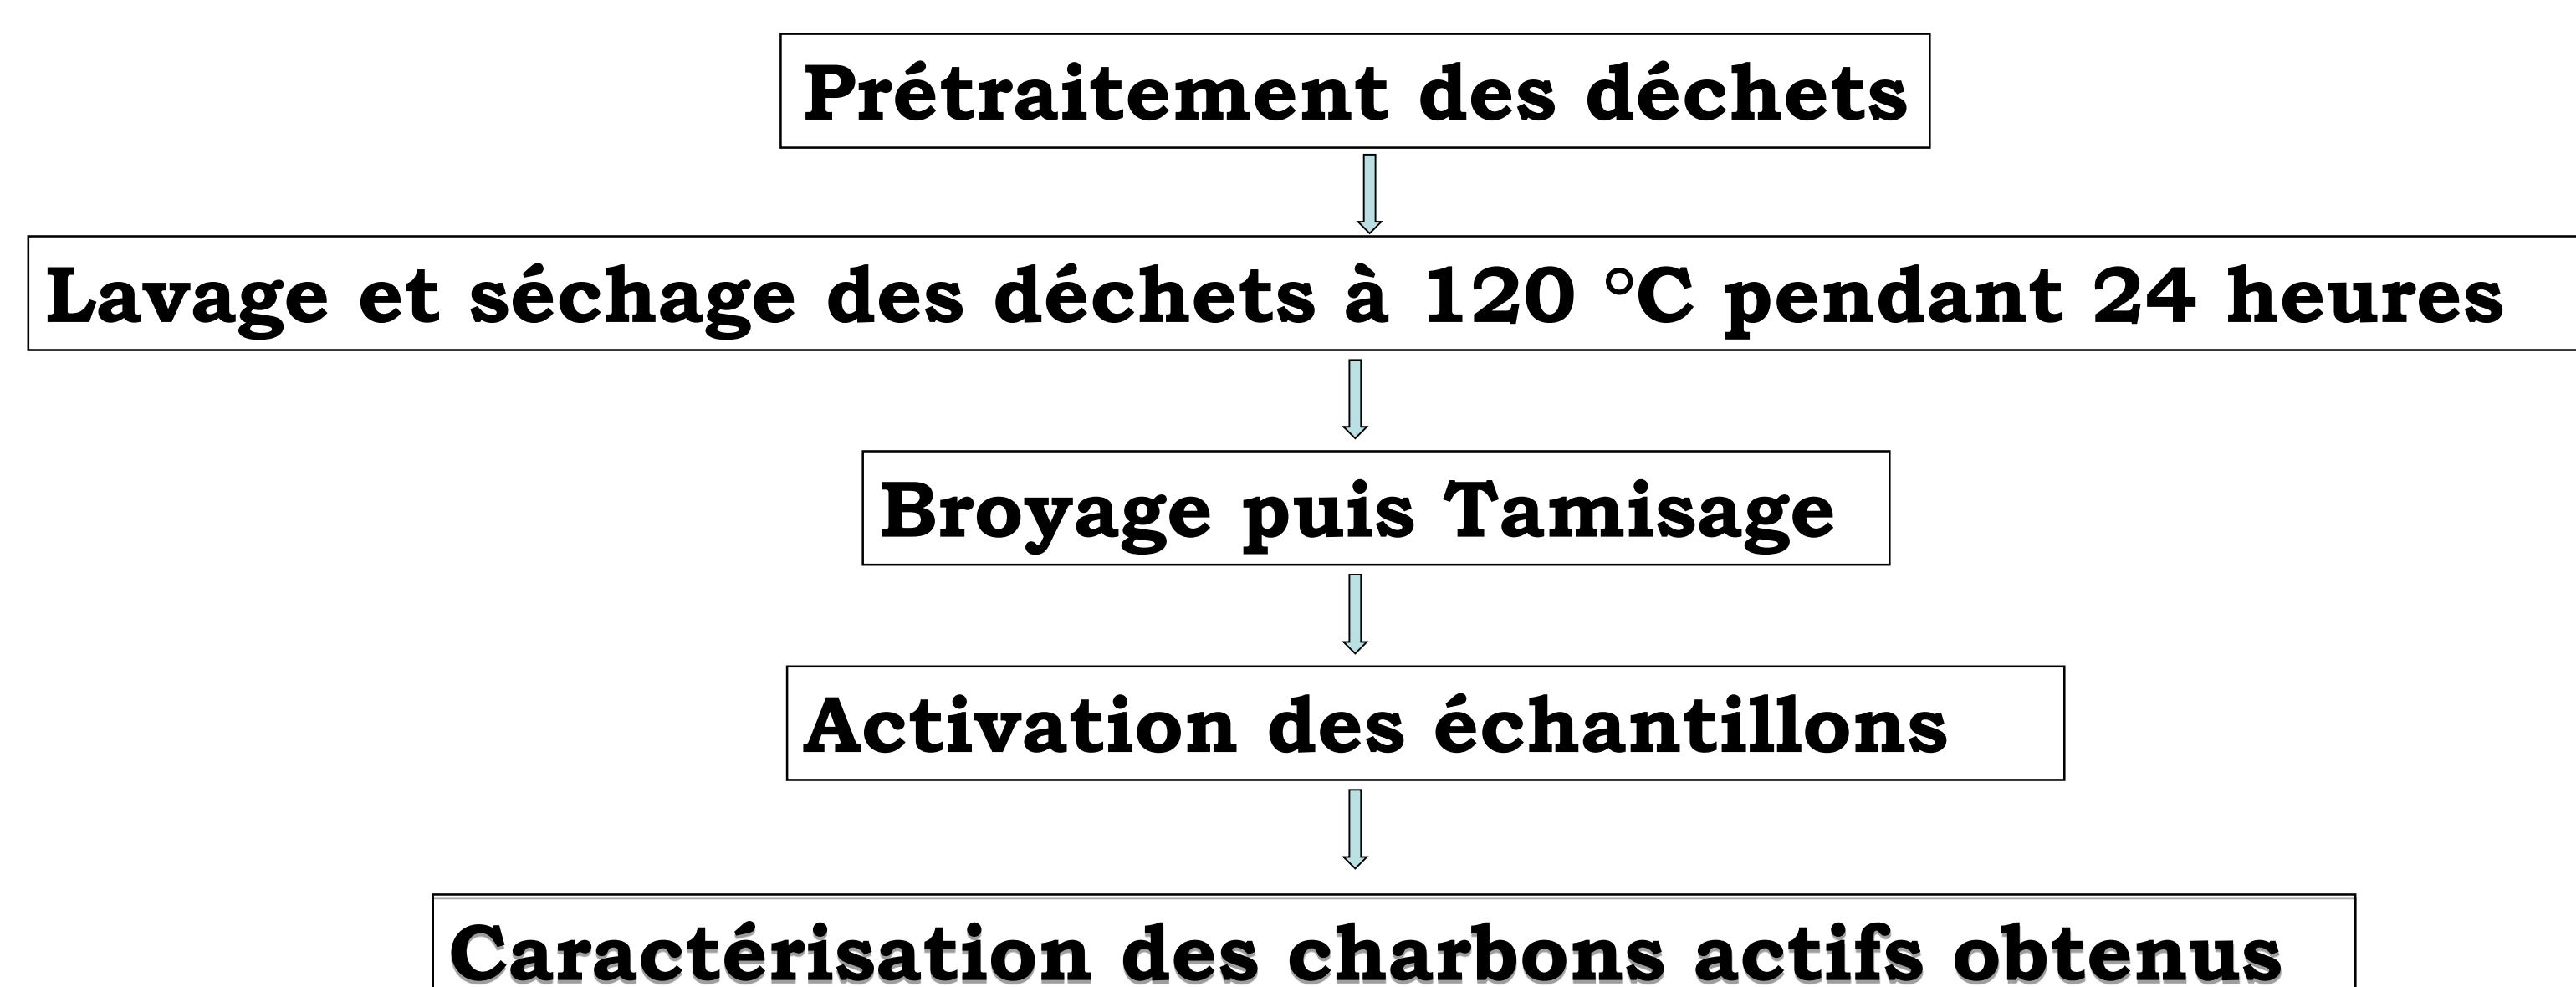 Prétraitement des déchets
Lavage et séchage des déchets à 120 °C pendant 24 heures
Broyage puis Tamisage
Activation des échantillons
Caractérisation des charbons actifs obtenus